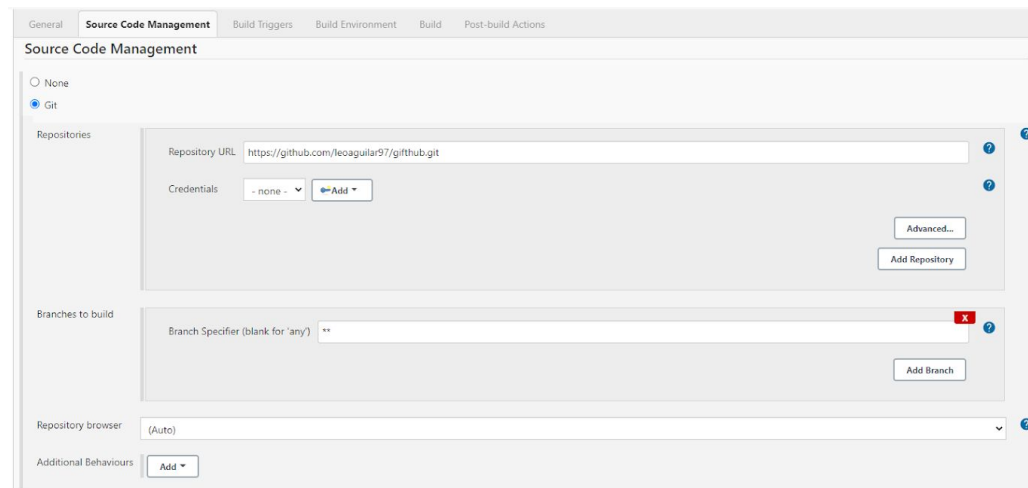 General Source Code Management Build Triggers Build Environment Build Post-build Actions
Source Code Management
None
Git
Repositories
Repository URL https://github.com/leoaguilar97/gifthub.git
Credentials - none - Add
Advanced...
Add Repository
Branches to build
X
Branch Specifier (blank for 'any') **
Add Branch
Repository browser (Auto)
Additional Behaviours Add